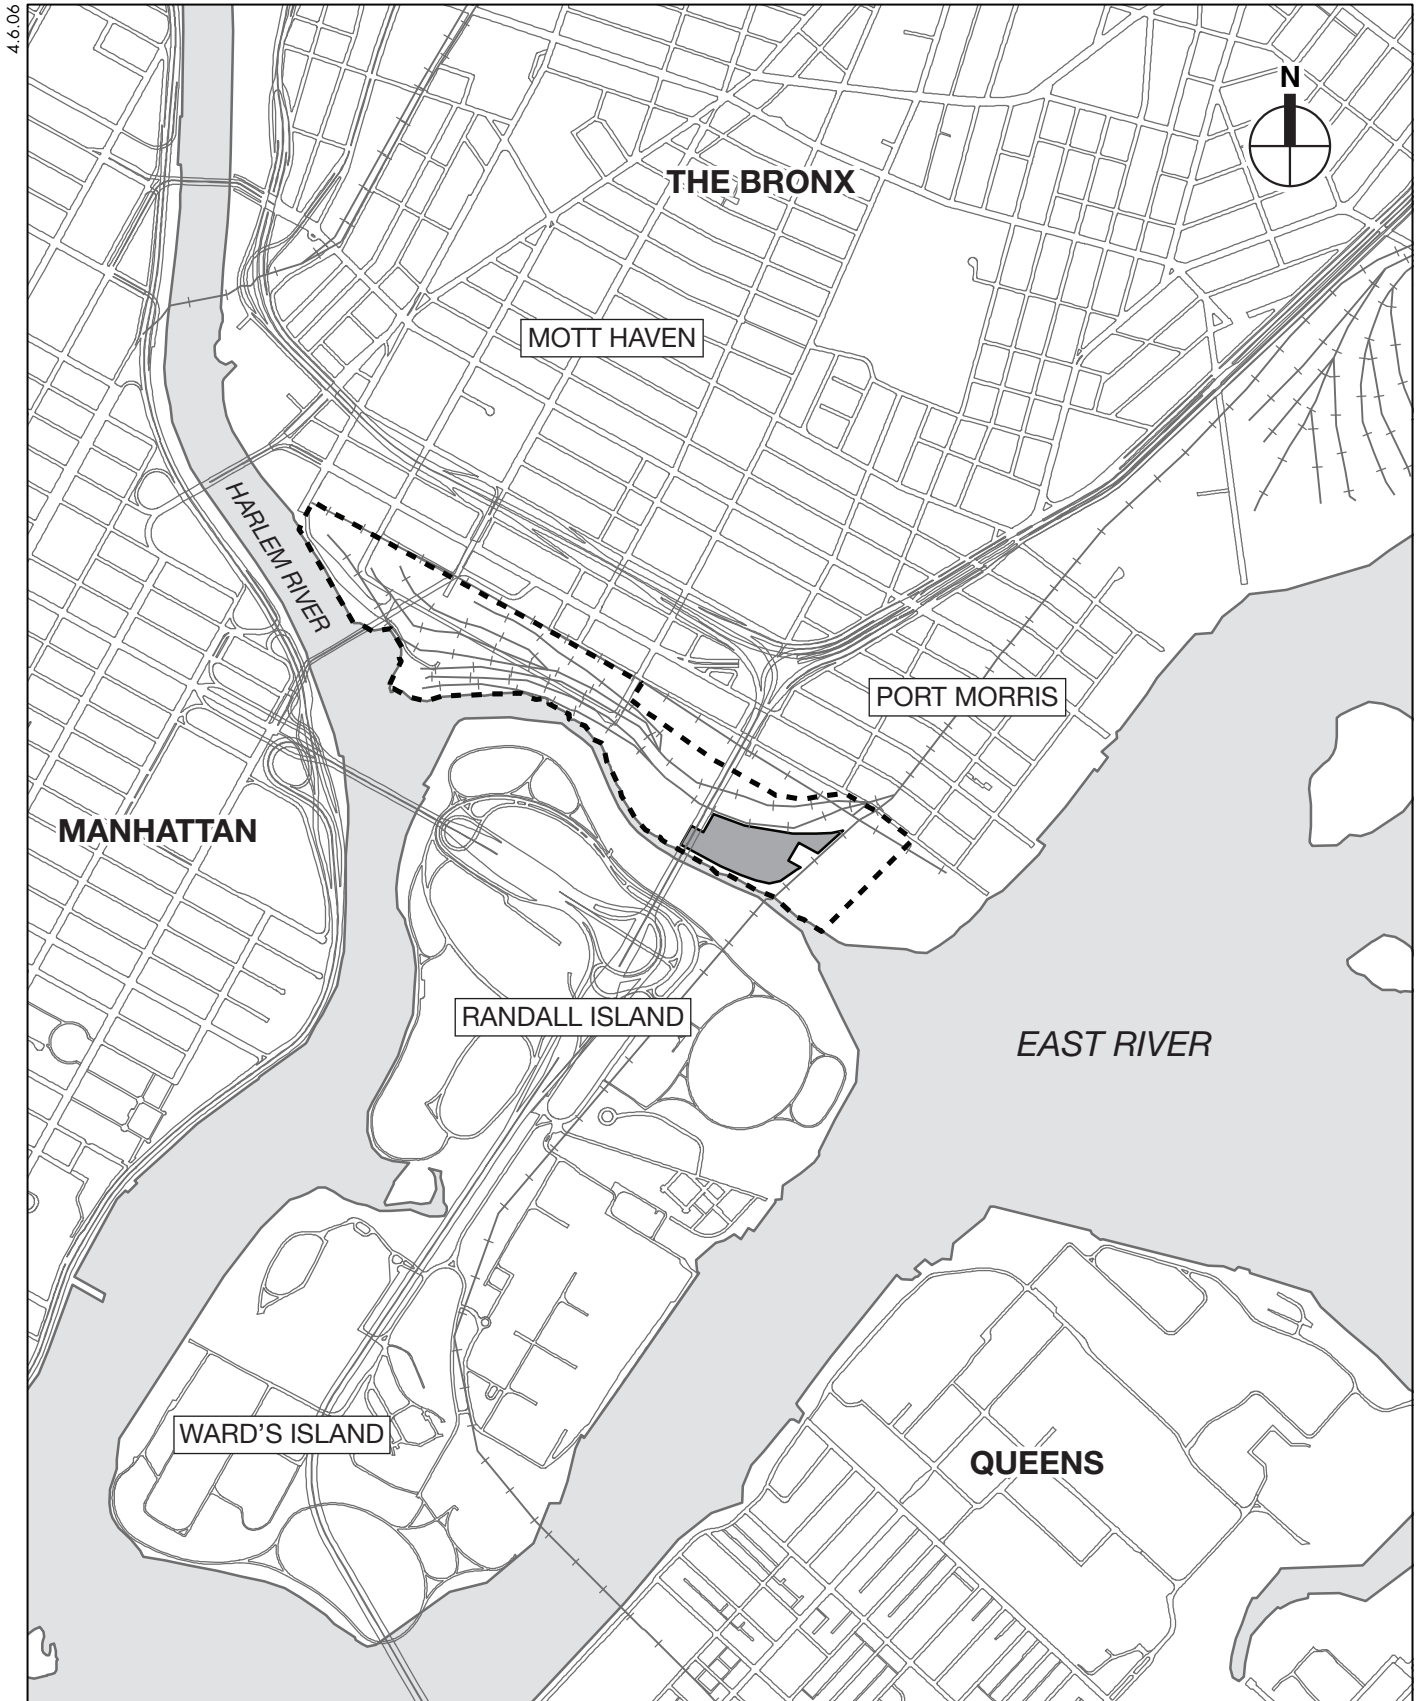 4.6.06
N
THE BRONX
MOTT HAVEN
HARLEM RIVER
PORT MORRIS
MANHATTAN
RANDALL ISLAND
EAST RIVER
WARD'S ISLAND
QUEENS